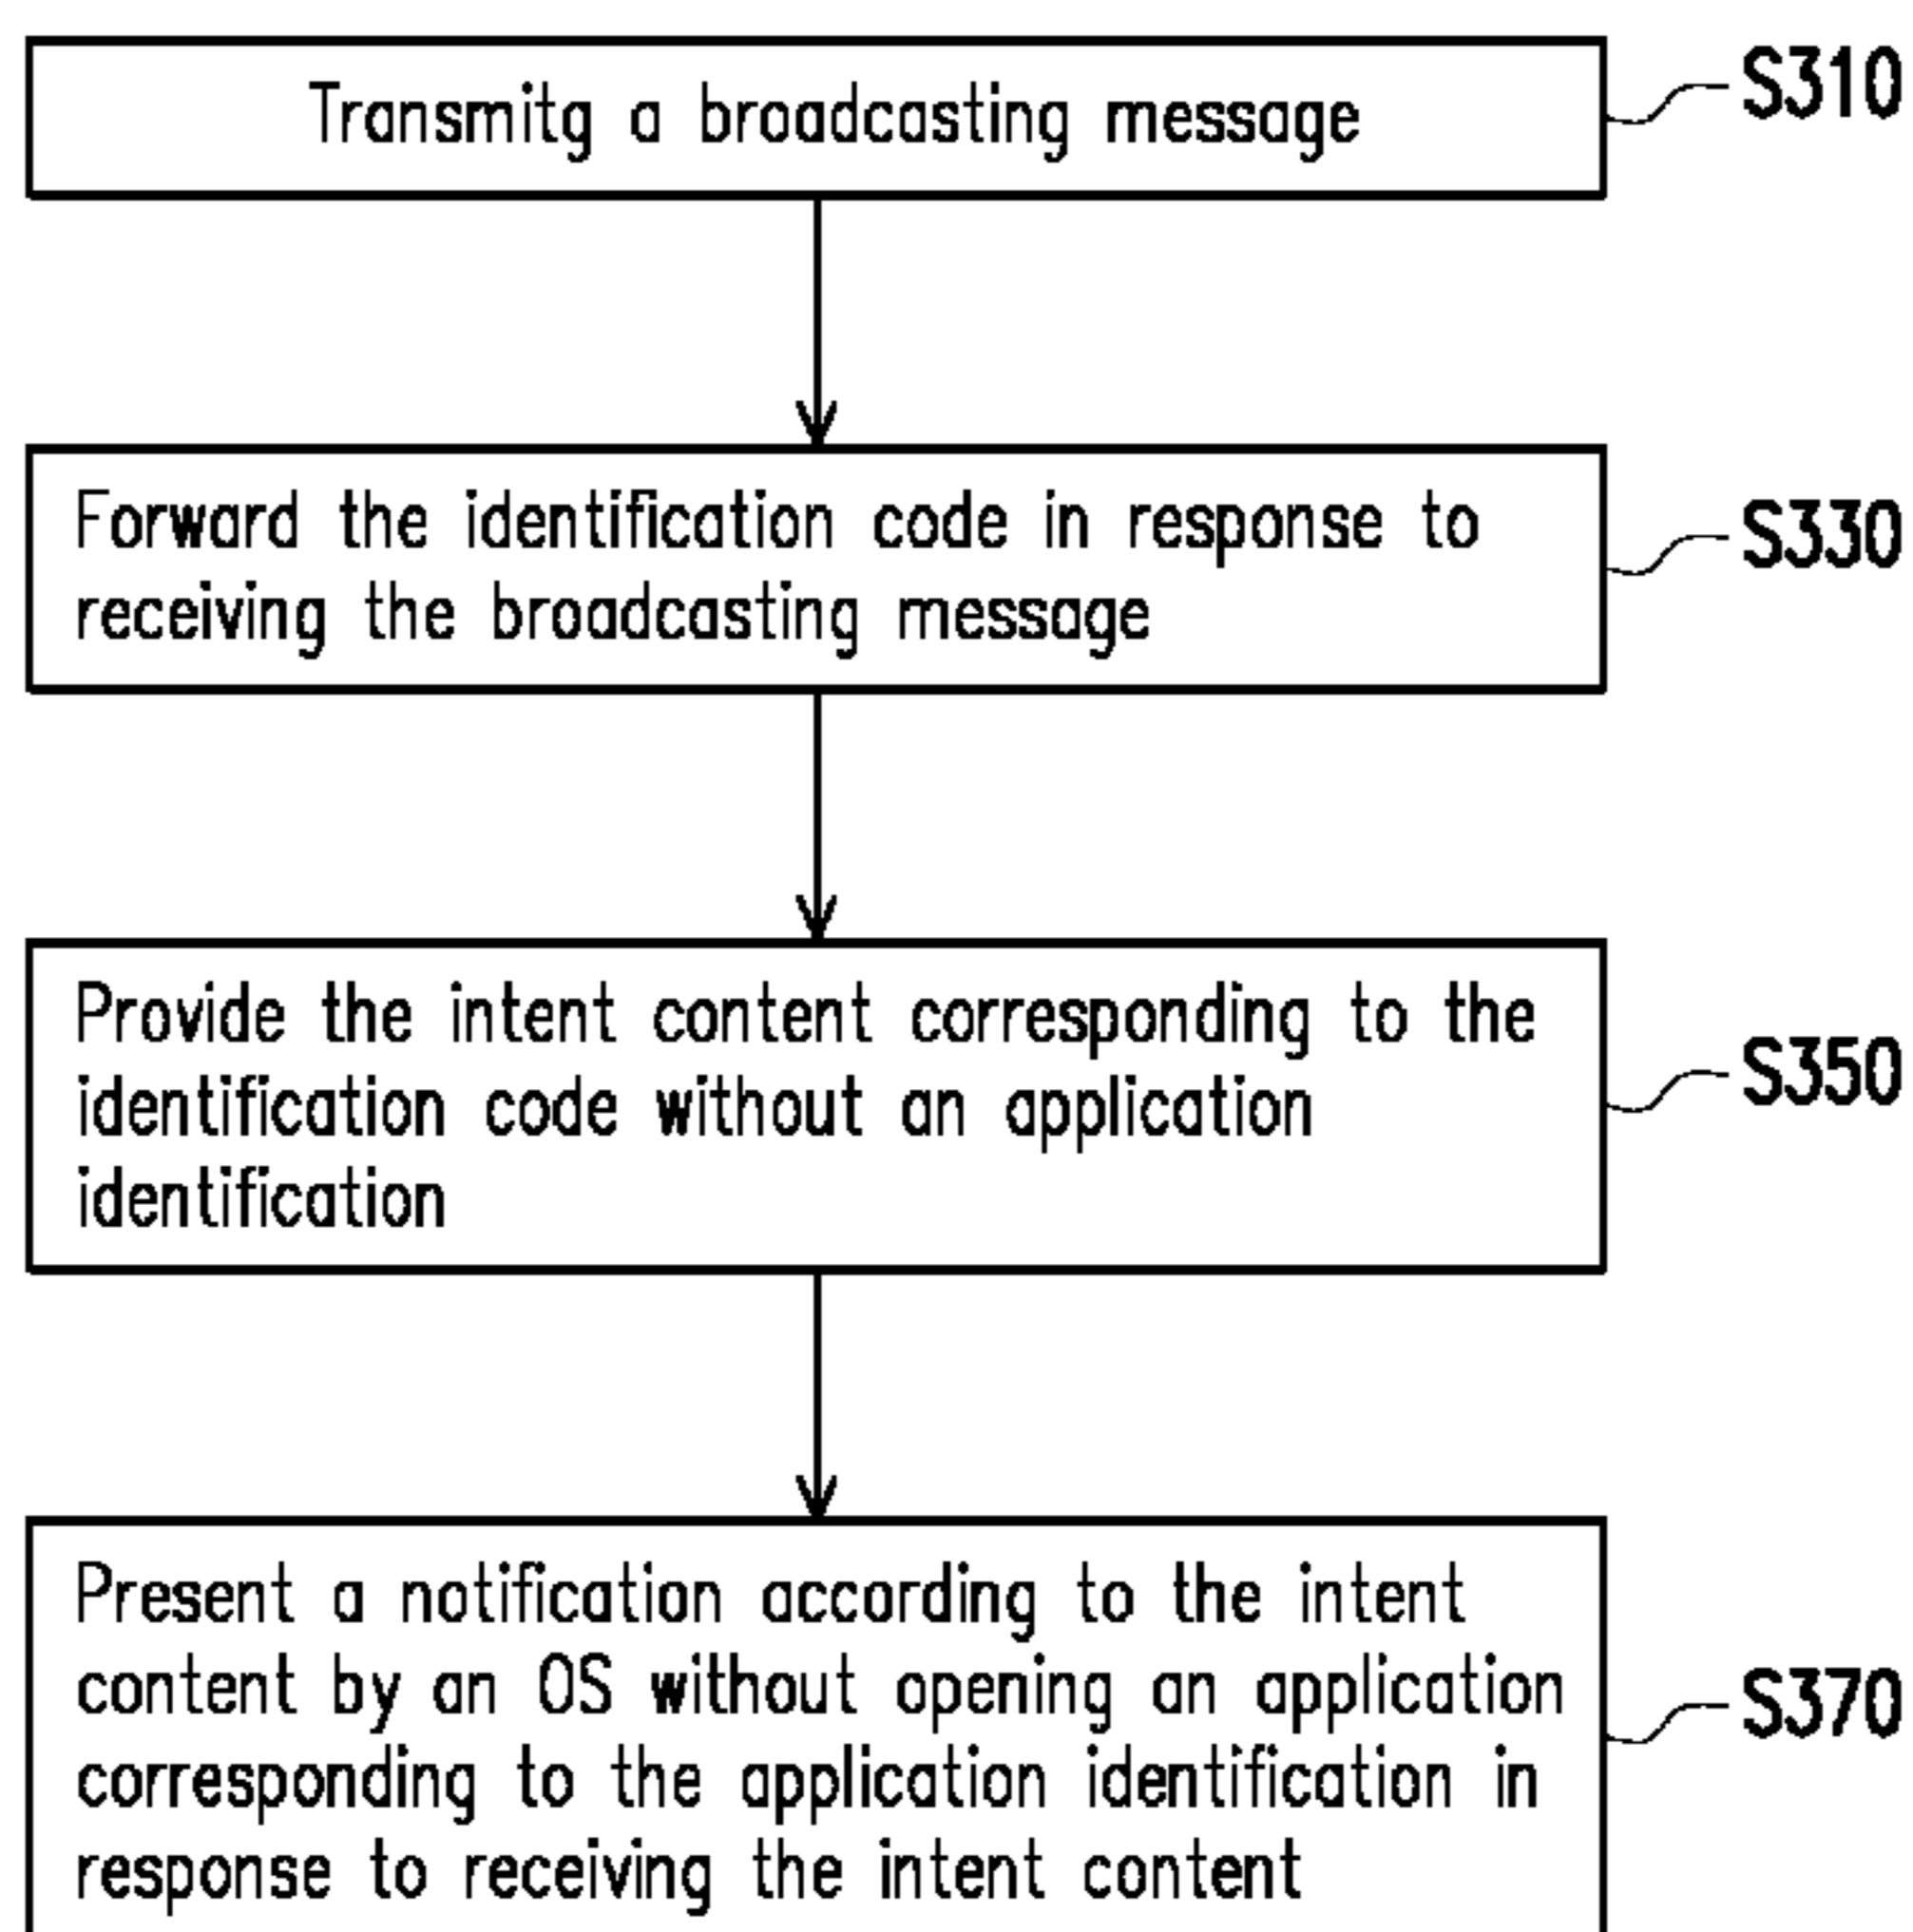 Transmitg a broadcasting message
S310
Forward the identification code in response to
receiving the broadcasting message
S330
Provide the intent content corresponding to the
identification code without an application
identification
S350
Present a notification according to the intent
content by an OS without opening an application
corresponding to the application identification in
response to receiving the intent content
S370